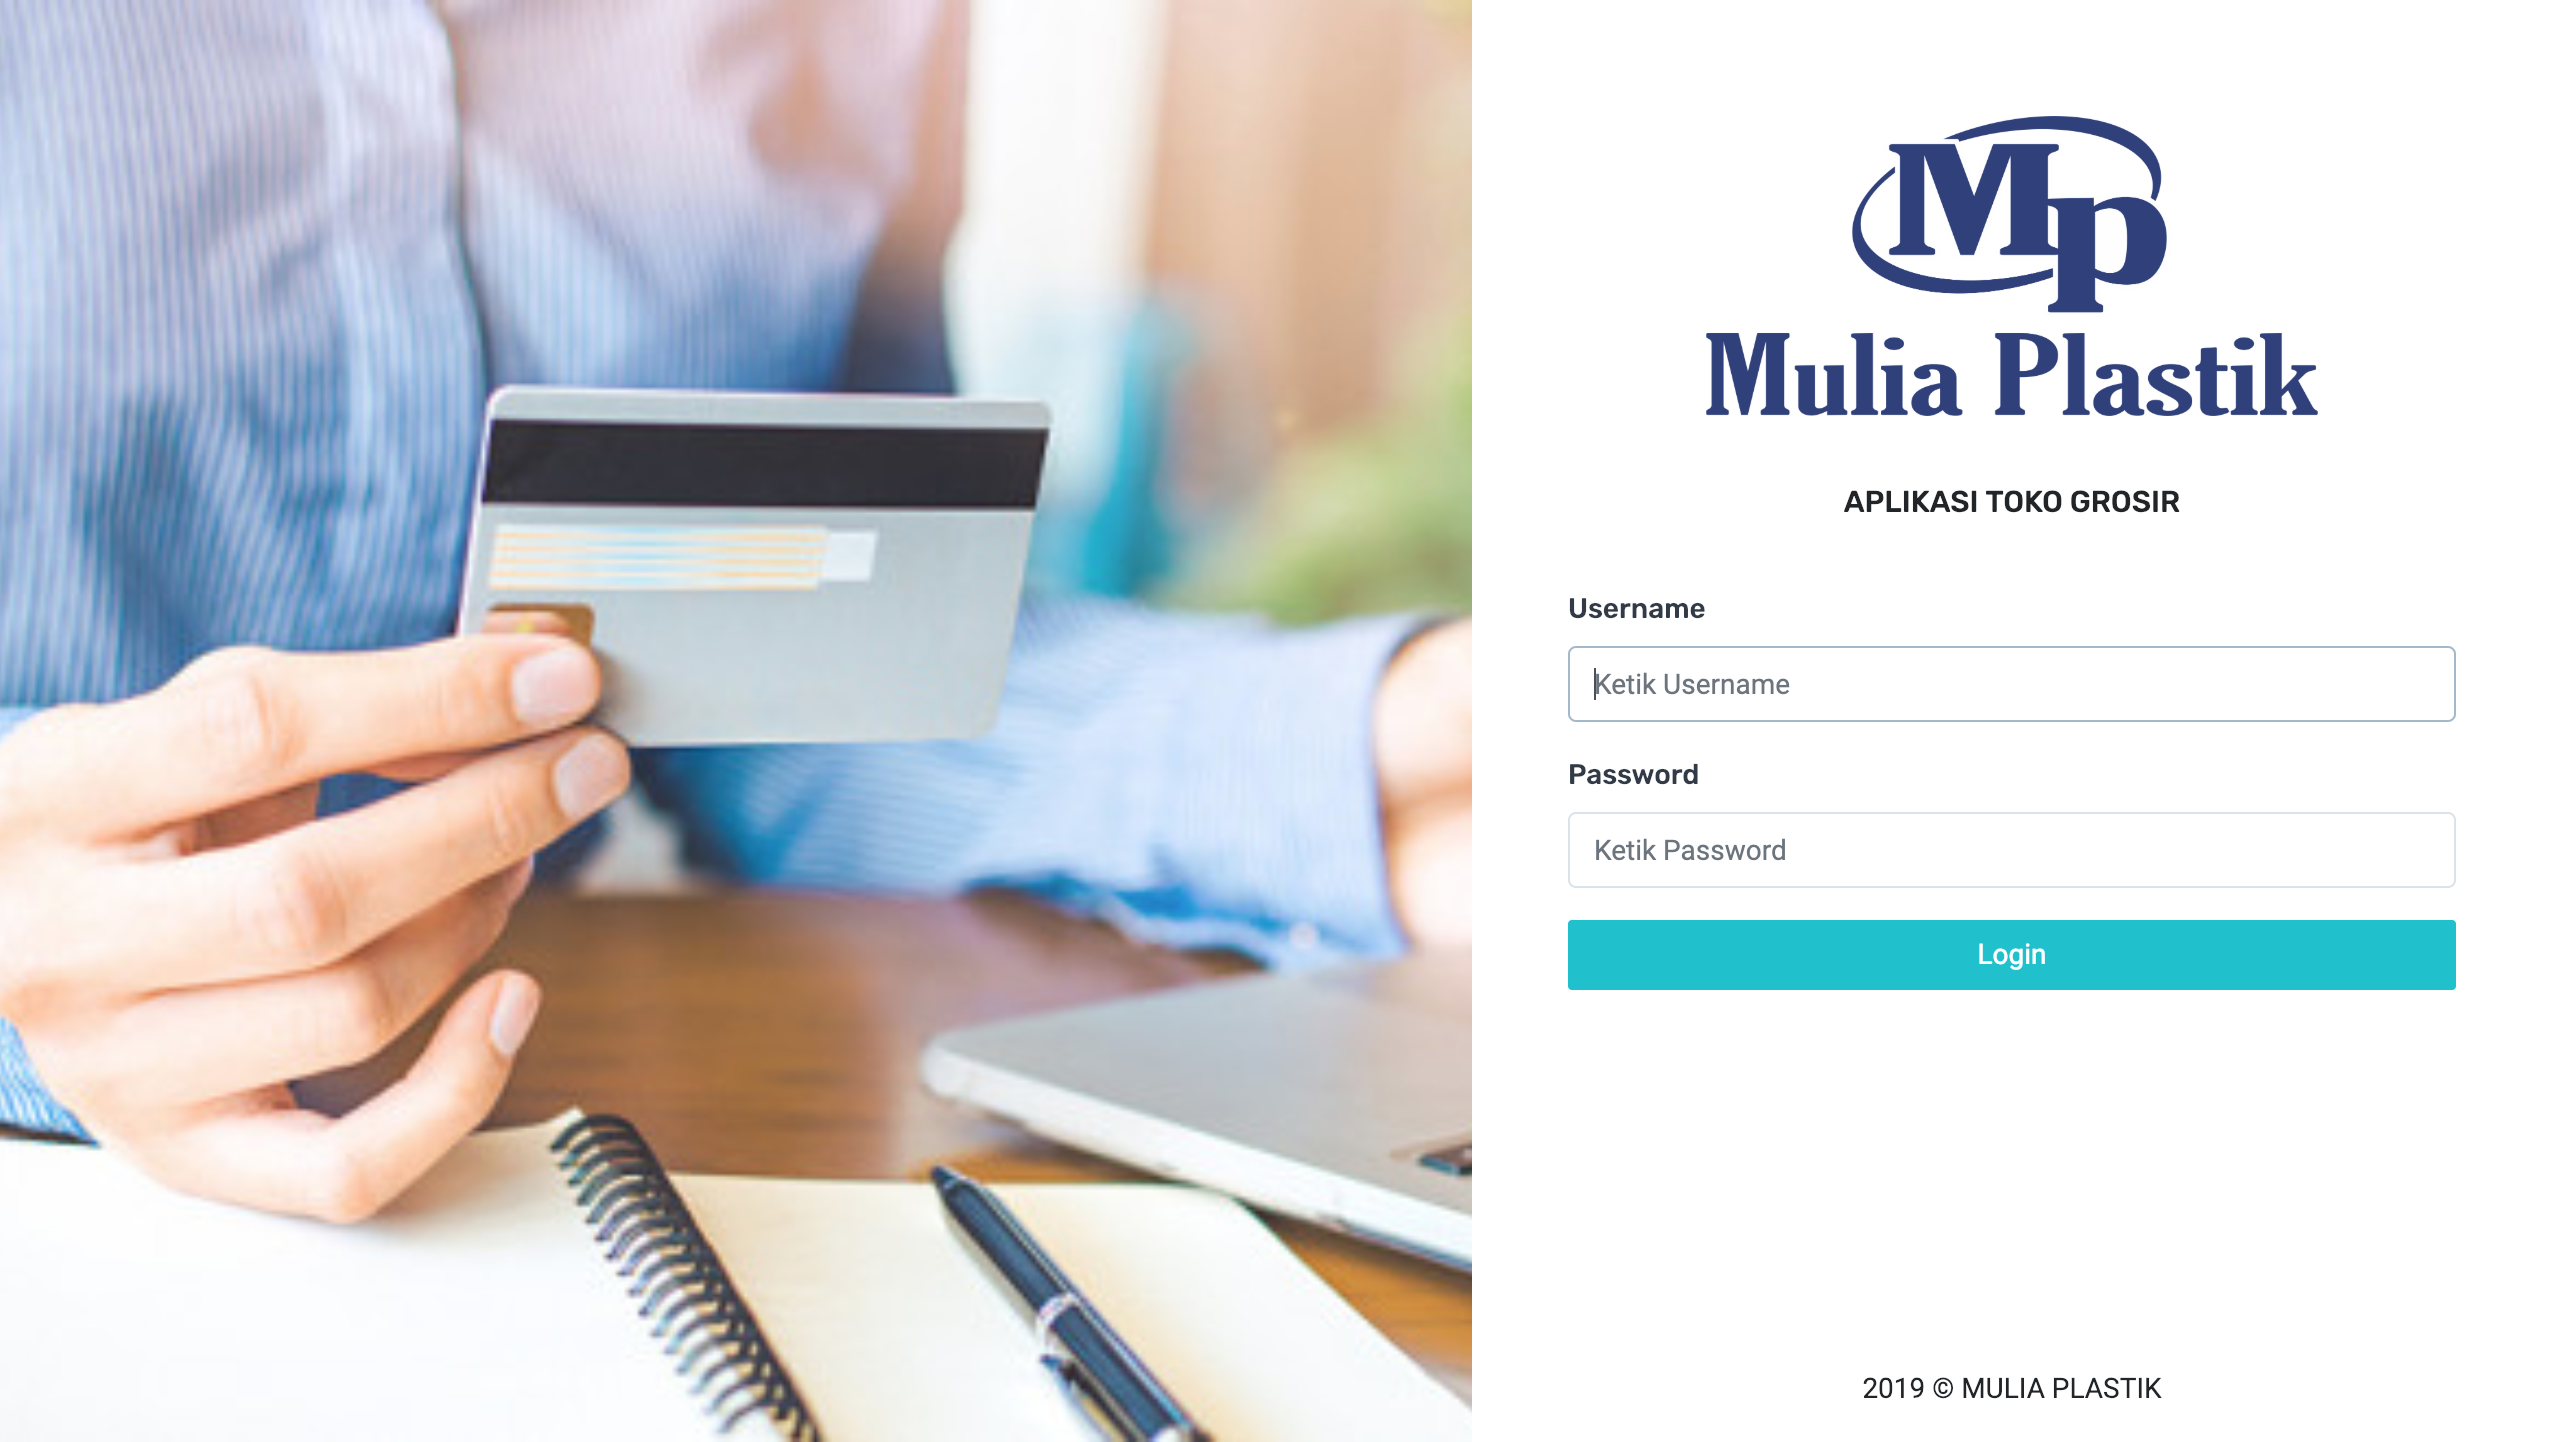 Mp
Mulia Plastik
APLIKASI TOKO GROSIR
Username
Ketik Username
Password
Ketik Password
Login
2019 © MULIA PLASTIK